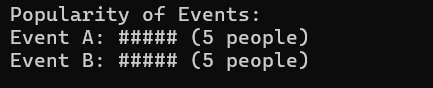 Popularity of Events:
Event A: ##### (5 people)
Event B: ##### (5 people)